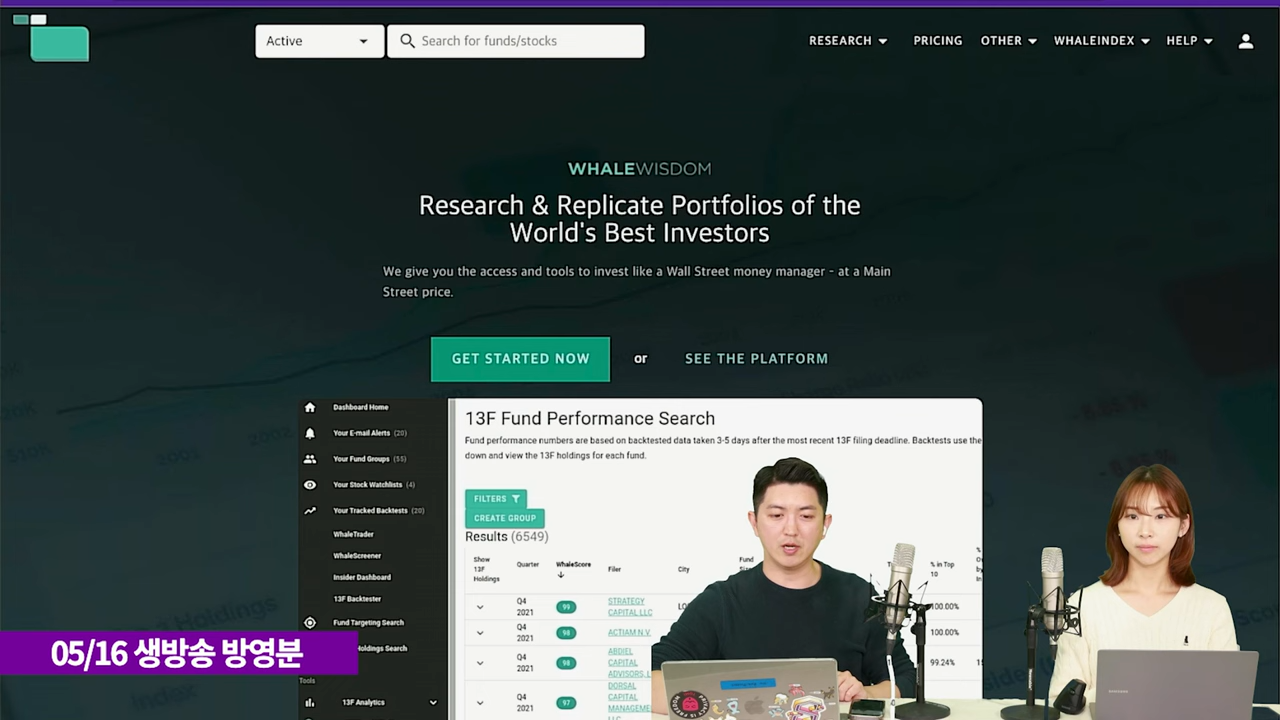 Active
Search for funds/stocks
RESEARCH
PRICING
OTHER
WHALEINDEX
HELP
WHALEWISDOM
Research & Replicate Portfolios of the
World's Best Investors
We give you the access and tools to invest like a Wall Street money manager - at a Main
Street price.
GET STARTED NOW
or
SEE THE PLATFORM
Dashboard Home
Your E-mail Alerts (20)
Your Fund Groups (55)
Your Stock Watchlists (4)
Your Tracked Backtests (20)
WhaleTrader
WhaleScreener
Insider Dashboard
13F Backtester
Fund Targeting Search
Holdings Search
Tools
13F Analytics
13F Fund Performance Search
Fund performance numbers are based on backtested data taken 3-5 days after the most recent 13F filing deadline. Backtests use the
down and view the 13F holdings for each fund.
FILTERS
CREATE GROUP
Results (6549)
Show
13F
Holdings
Quarter
WhaleScore
Filer
City
Fund
% in Top
10
Q4
2021
99
STRATEGY
CAPITAL LLC
100.00%
Q4
2021
98
ACTIAM N.V.
100.00%
Q4
2021
98
ABDIEL
CAPITAL
ADVISORS, L
99.24%
Q4
2021
97
DORSAL
CAPITAL
MANAGEME
LLC
05/16 생방송 방영분